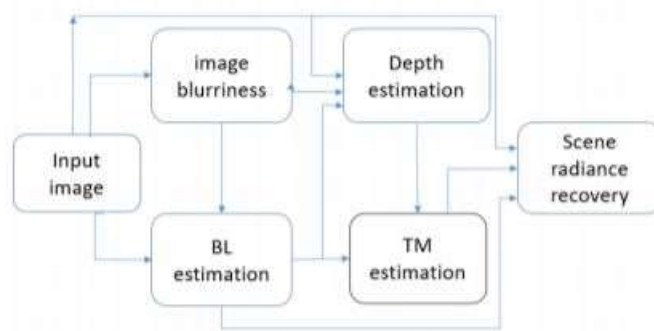 image
blurriness
Depth
estimation
Input
image
Scene
radiance
recovery
BL
estimation
TM
estimation